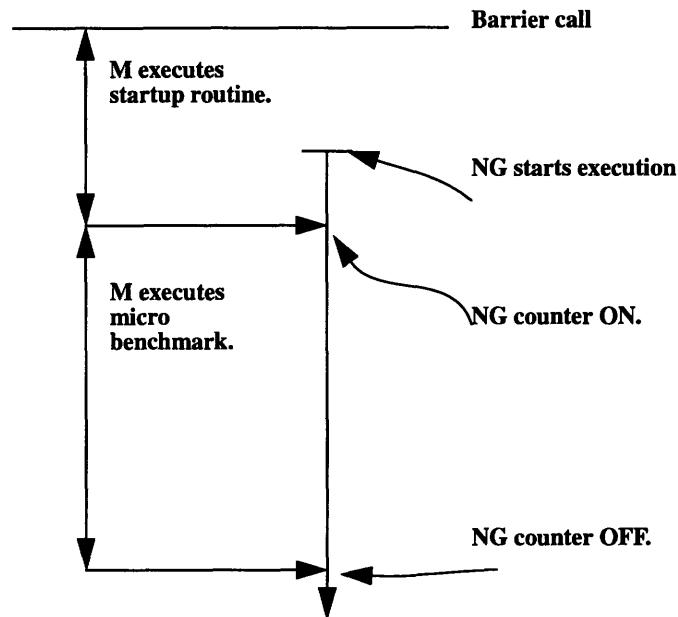 Barrier call
M executes
startup routine.
NG starts execution
M executes
micro
benchmark.
NG counter ON.
NG counter OFF.